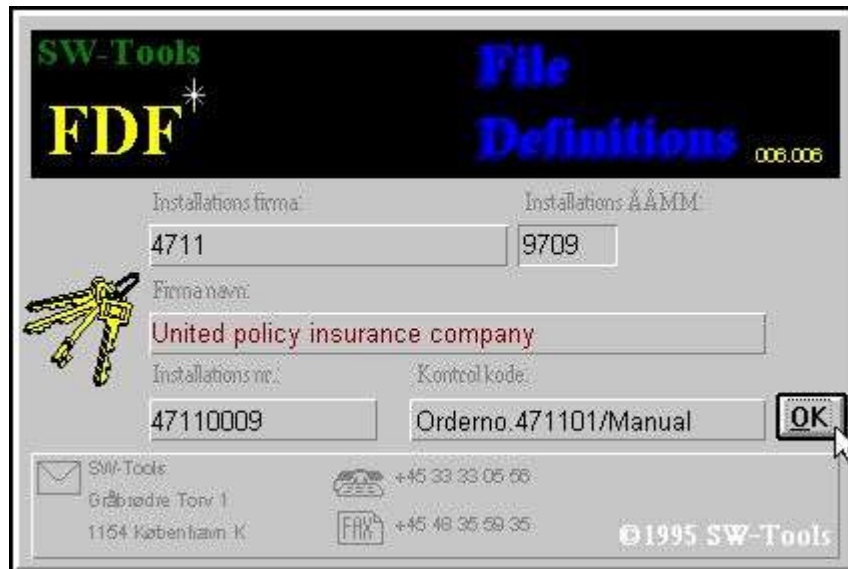 SW-Tools
FDF
File
Definitions
006.006
Installations firma:
Installations ÅÅMM:
4711
9709
Firma navn:
United policy insurance company
Installations nr.:
Kontrol kode:
47110009
Orderno.471101/Manual
OK
SW-Tools
Gråbrødre Torv 1
1154 København K
+45 33 33 05 56
FAX
+45 48 35 59 35
©1995 SW-Tools